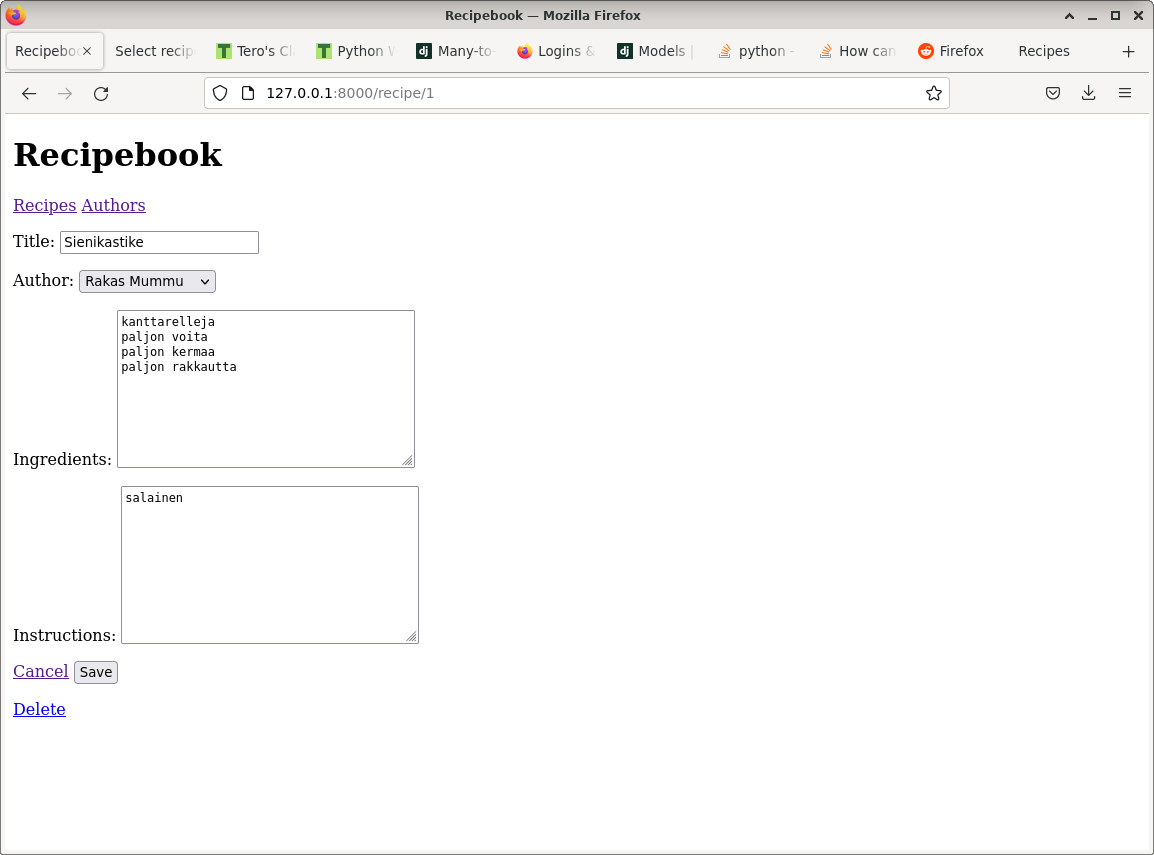 Recipebook — Mozilla Firefox
Recipeboo Select recip Tero's C Python Many-to- Logins & Models | python - How can Firefox Recipes
127.0.0.1:8000/recipe/1
Recipebook
Recipes Authors
Title: Sienikastike
Author: Rakas Mummu
kanttarelleja
paljon voita
paljon kermaa
paljon rakkautta
Ingredients:
salainen
Instructions:
Cancel Save
Delete